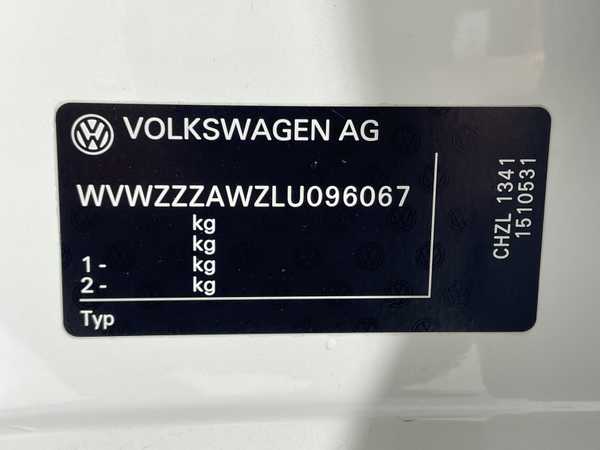 VOLKSWAGEN AG
WVWZZZAWZLU096067
kg
kg
1 - kg
2 - kg
Typ
CHZL 1341
1510531